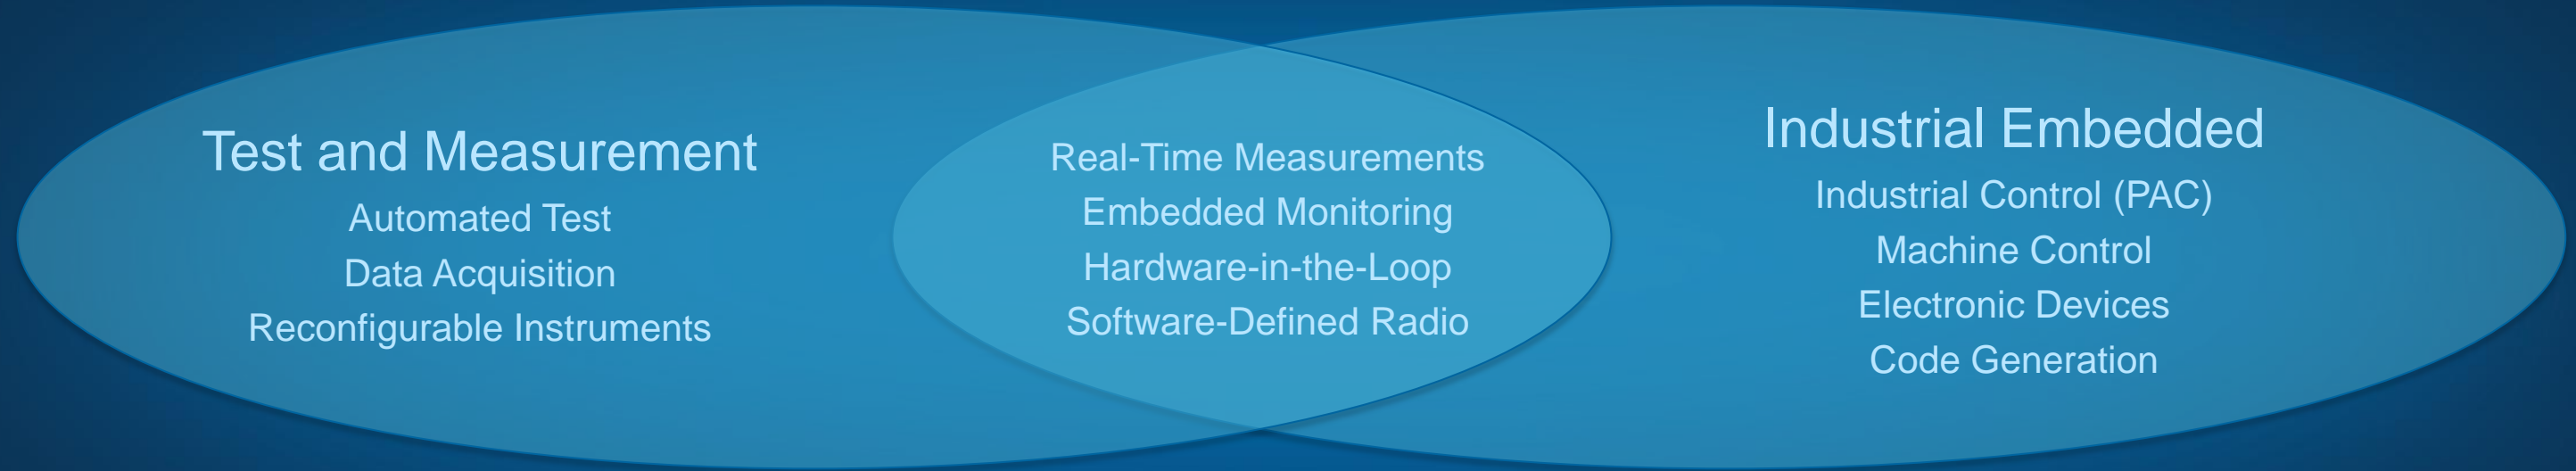 Test and Measurement
Automated Test
Data Acquisition
Reconfigurable Instruments
Real-Time Measurements
Embedded Monitoring
Hardware-in-the-Loop
Software-Defined Radio
Industrial Embedded
Industrial Control (PAC)
Machine Control
Electronic Devices
Code Generation